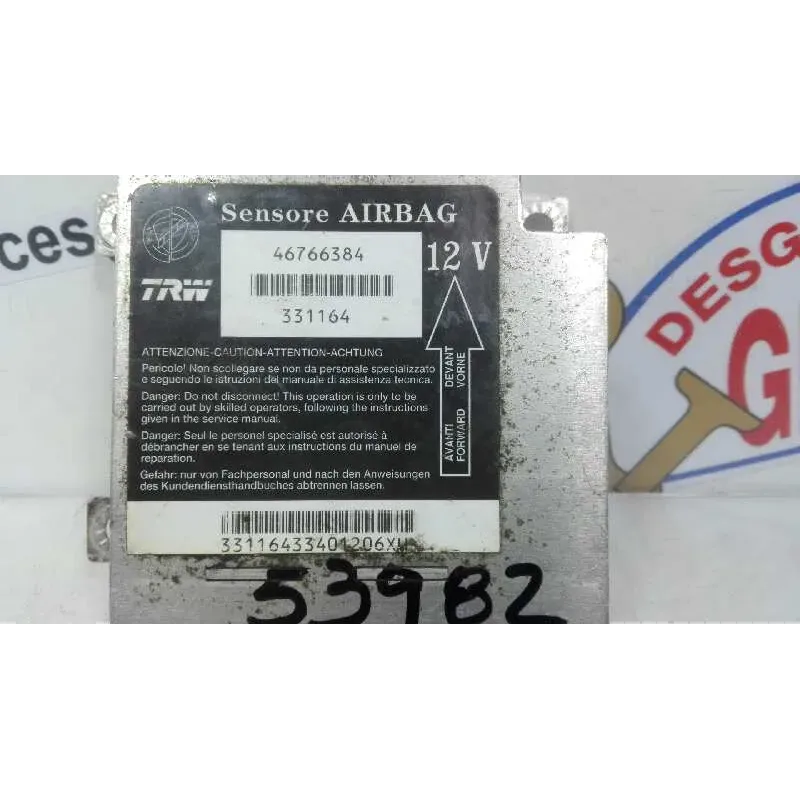 ces
Sensore AIRBAG
46766384
12 V
TRW
331164
ATTENZIONE-CAUTION-ATTENTION-ACHTUNG
Pericolo! Non scollegare se non da personale specializzato
e seguendo le istruzioni del manuale di assistenza tecnica.
Danger: Do not disconnect! This operation is only to be
carried out by skilled operators, following the instructions
given in the service manual.
Danger: Seul le personel specialisé est autorisé à
débrancher en se tenant aux instructions du manuel de
reparation.
Gefahr: nur von Fachpersonal und nach den Anweisungen
des Kundendiensthandbuches abtrennen lassen.
AVANTI DEVANT
FORWARD VORNE
33116433401206X
53982
DESG
G